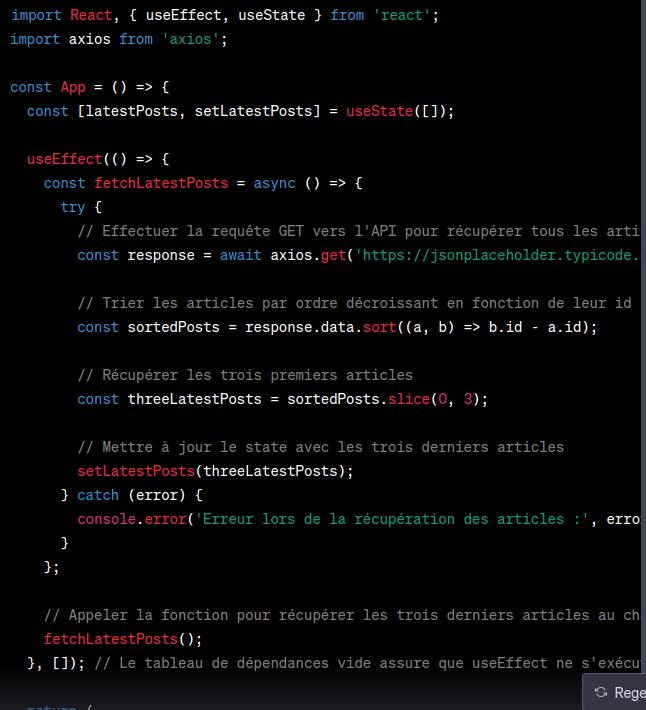 import React, { useEffect, useState } from 'react';
import axios from 'axios';
const App = () => {
const [latestPosts, setLatestPosts] = useState([]);
useEffect(() => {
const fetchLatestPosts = async () => {
try {
// Effectuer la requête GET vers l'API pour récupérer tous les arti
const response = await axios.get('https://jsonplaceholder.typicode.
// Trier les articles par ordre décroissant en fonction de leur id
const sortedPosts = response.data.sort((a, b) => b.id - a.id);
// Récupérer les trois premiers articles
const threeLatestPosts = sortedPosts.slice(0, 3);
// Mettre à jour le state avec les trois derniers articles
setLatestPosts(threeLatestPosts);
} catch (error) {
console.error('Erreur lors de la récupération des articles :', erro
}
};
// Appeler la fonction pour récupérer les trois derniers articles au ch
fetchLatestPosts();
}, []); // Le tableau de dépendances vide assure que useEffect ne s'exécu
return (
Rege